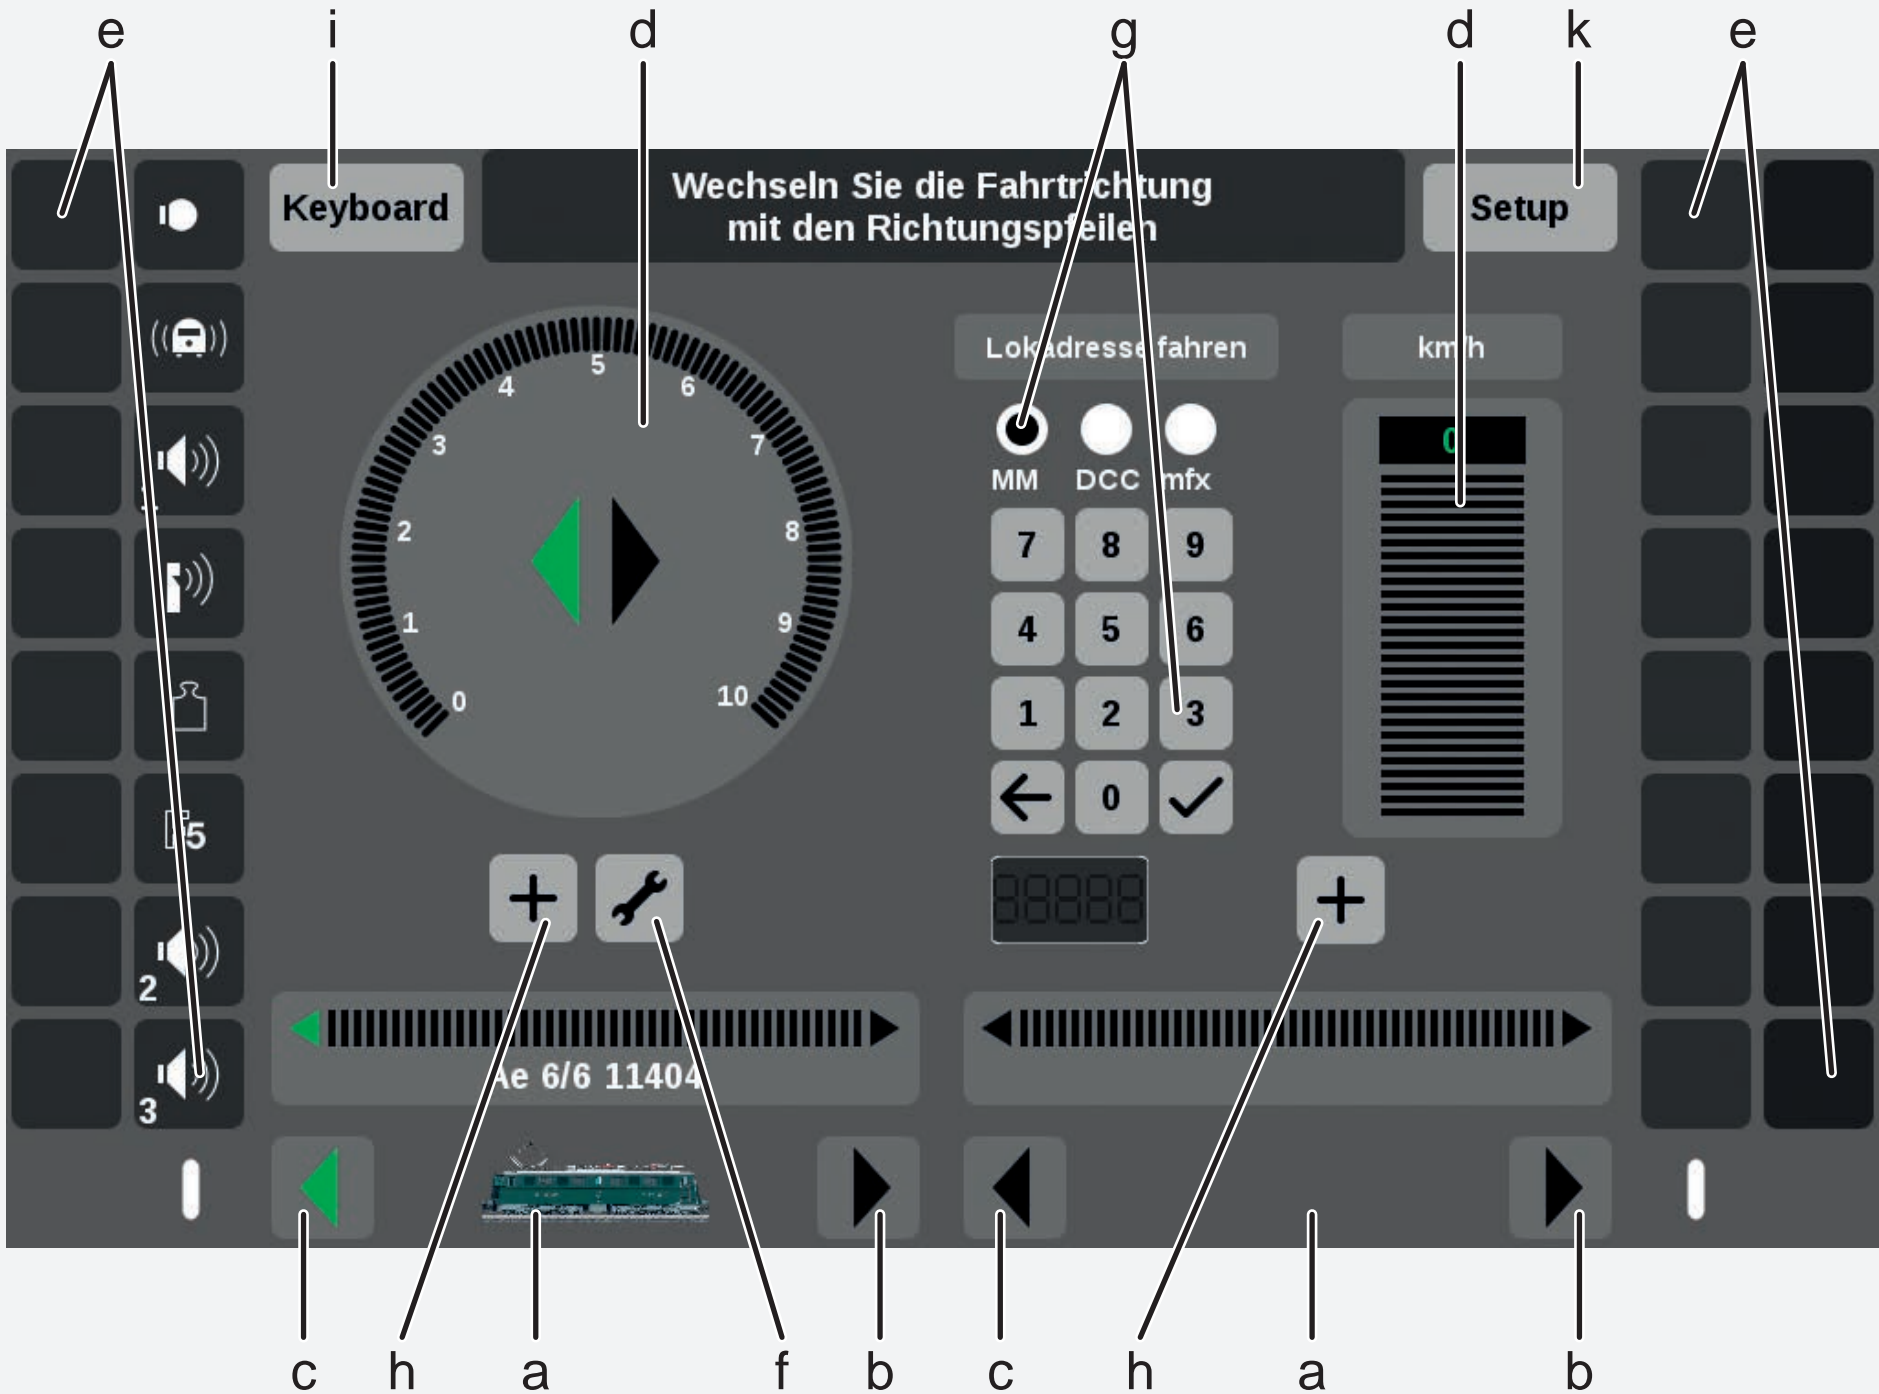 e i d g d k e
Keyboard
Wechseln Sie die Fahrtrichtung
mit den Richtungspfeilen
Setup
Lokadresse fahren
km/h
0 1 2 3 4 5 6 7 8 9 10
0
MM DCC mfx
7 8 9
4 5 6
1 2 3
0
1
F5
2
3
Ae 6/6 11404
c h a f b c h a b